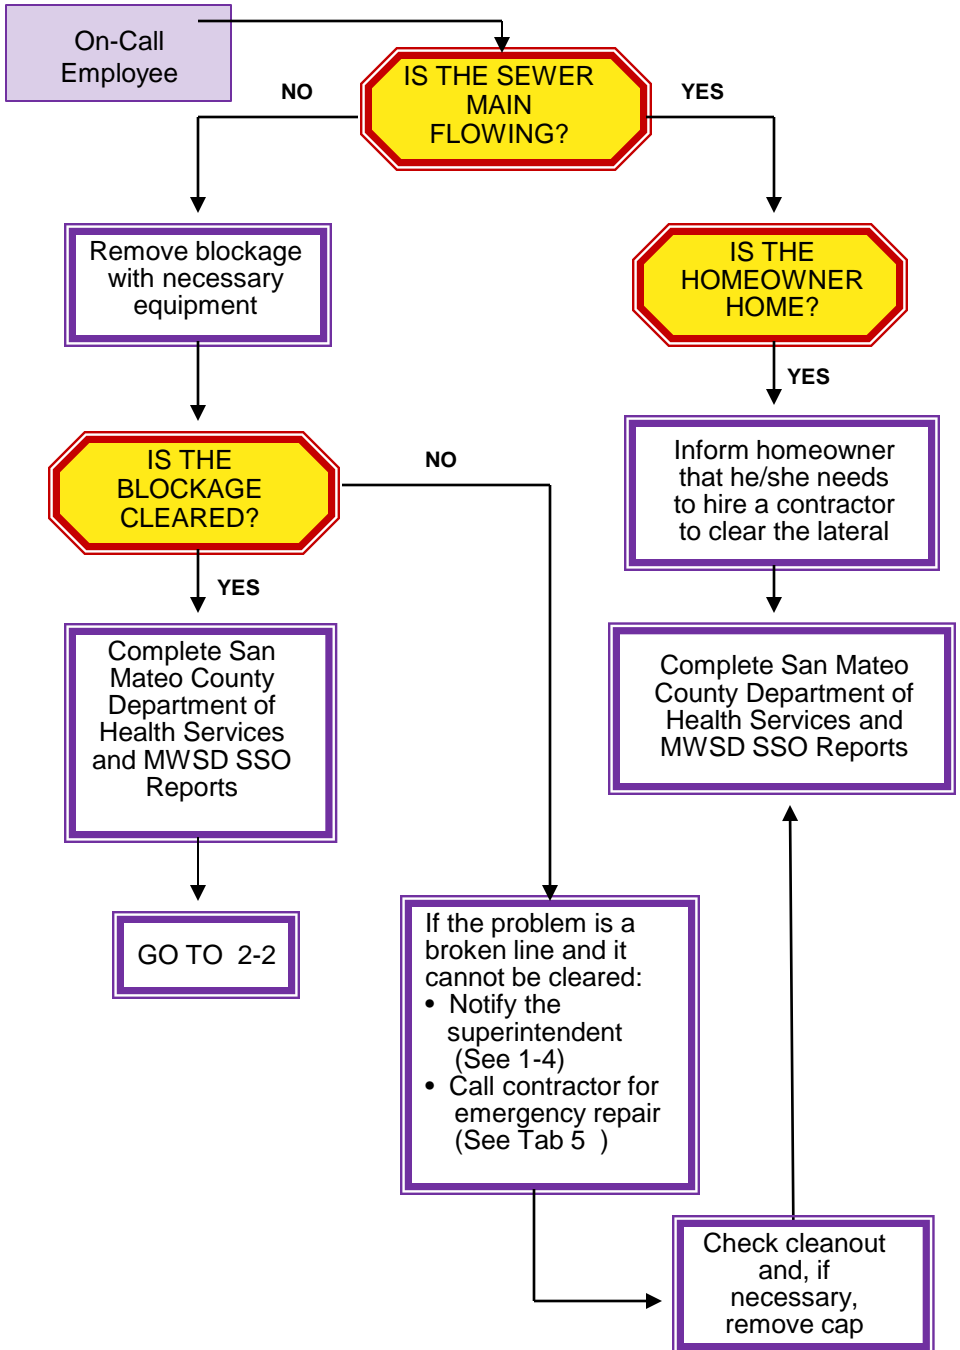 On-Call
Employee
IS THE SEWER
MAIN
FLOWING?
NO
YES
Remove blockage
with necessary
equipment
IS THE
HOMEOWNER
HOME?
YES
IS THE
BLOCKAGE
CLEARED?
NO
Inform homeowner
that he/she needs
to hire a contractor
to clear the lateral
YES
Complete San
Mateo County
Department of
Health Services
and MWSD SSO
Reports
Complete San Mateo
County Department of
Health Services and
MWSD SSO Reports
GO TO 2-2
If the problem is a
broken line and it
cannot be cleared:
• Notify the
superintendent
(See 1-4)
• Call contractor for
emergency repair
(See Tab 5 )
Check cleanout
and, if
necessary,
remove cap